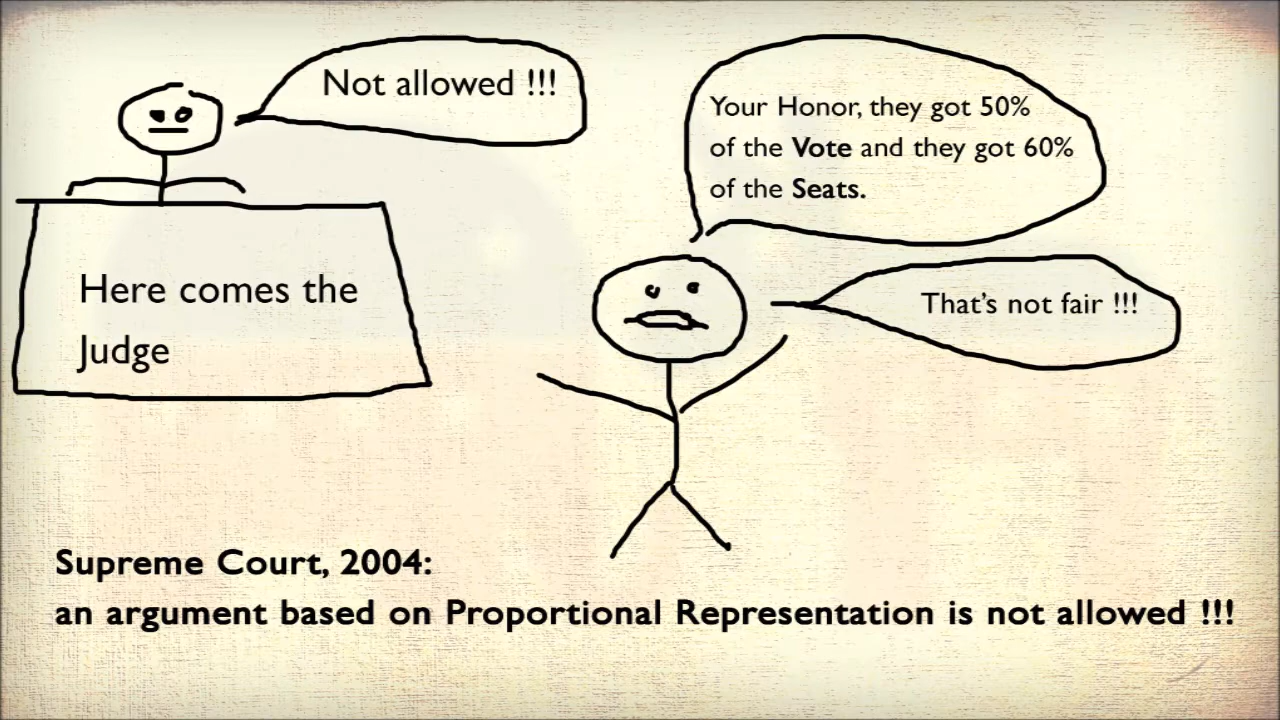 Not allowed !!!
Your Honor, they got 50%
of the Vote and they got 60%
of the Seats.
Here comes the
Judge
That's not fair !!!
Supreme Court, 2004:
an argument based on Proportional Representation is not allowed !!!